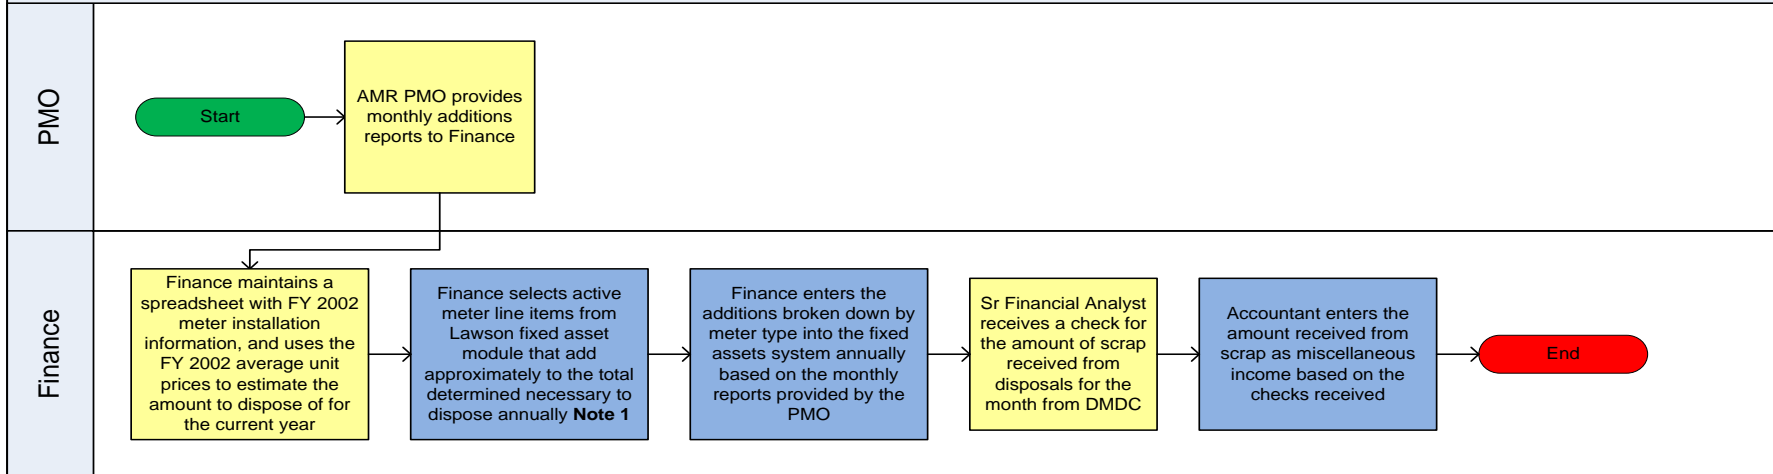 PMO
Start
AMR PMO provides
monthly additions
reports to Finance
Finance
Finance maintains a
spreadsheet with FY 2002
meter installation
information, and uses the
FY 2002 average unit
prices to estimate the
amount to dispose of for
the current year
Finance selects active
meter line items from
Lawson fixed asset
module that add
approximately to the total
determined necessary to
dispose annually Note 1
Finance enters the
additions broken down by
meter type into the fixed
assets system annually
based on the monthly
reports provided by the
PMO
Sr Financial Analyst
receives a check for
the amount of scrap
received from
disposals for the
month from DMDC
Accountant enters the
amount received from
scrap as miscellaneous
income based on the
checks received
End